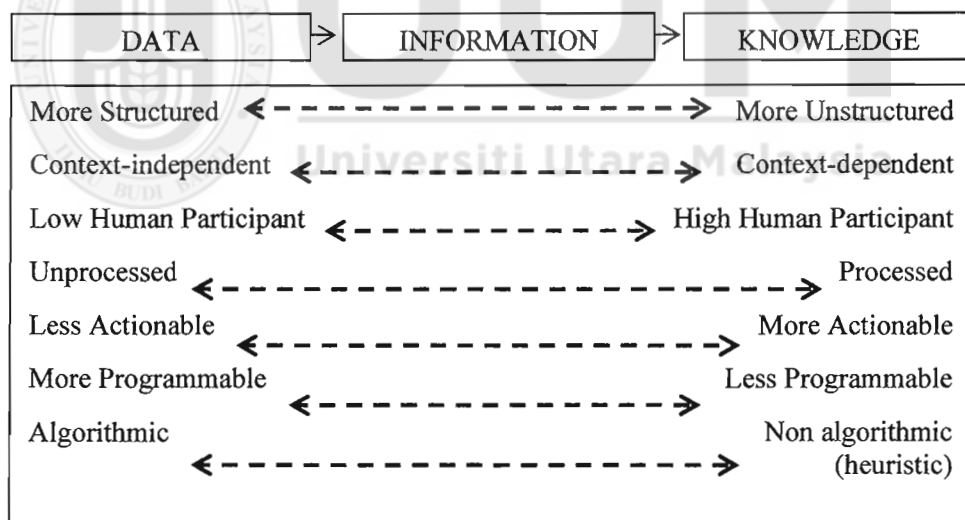 DATA INFORMATION KNOWLEDGE
More Structured More Unstructured
Universiti Utara Malaysia
Context-independent Context-dependent
Low Human Participant High Human Participant
Unprocessed Processed
Less Actionable More Actionable
More Programmable Less Programmable
Algorithmic Non algorithmic
(heuristic)